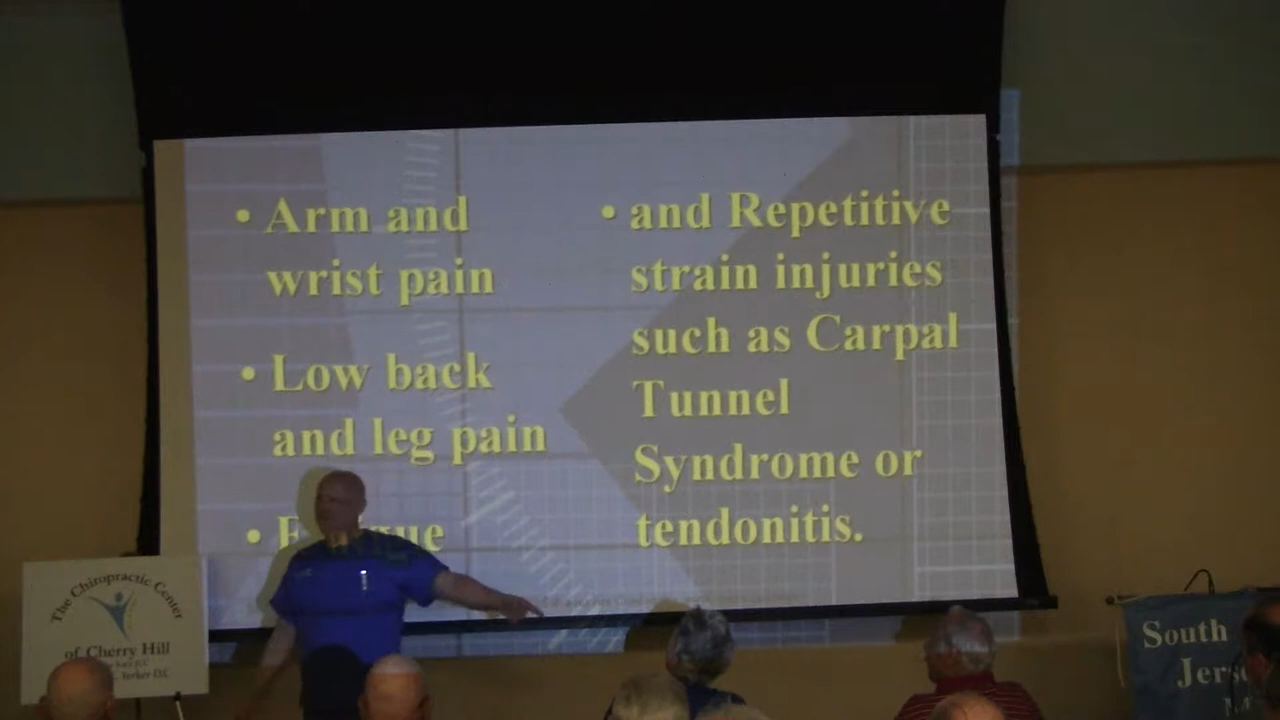 • Arm and
wrist pain
• Low back
and leg pain
•
• and Repetitive
strain injuries
such as Carpal
Tunnel
Syndrome or
tendonitis.
The Chiropractic Center
of Cherry Hill
D.C
South